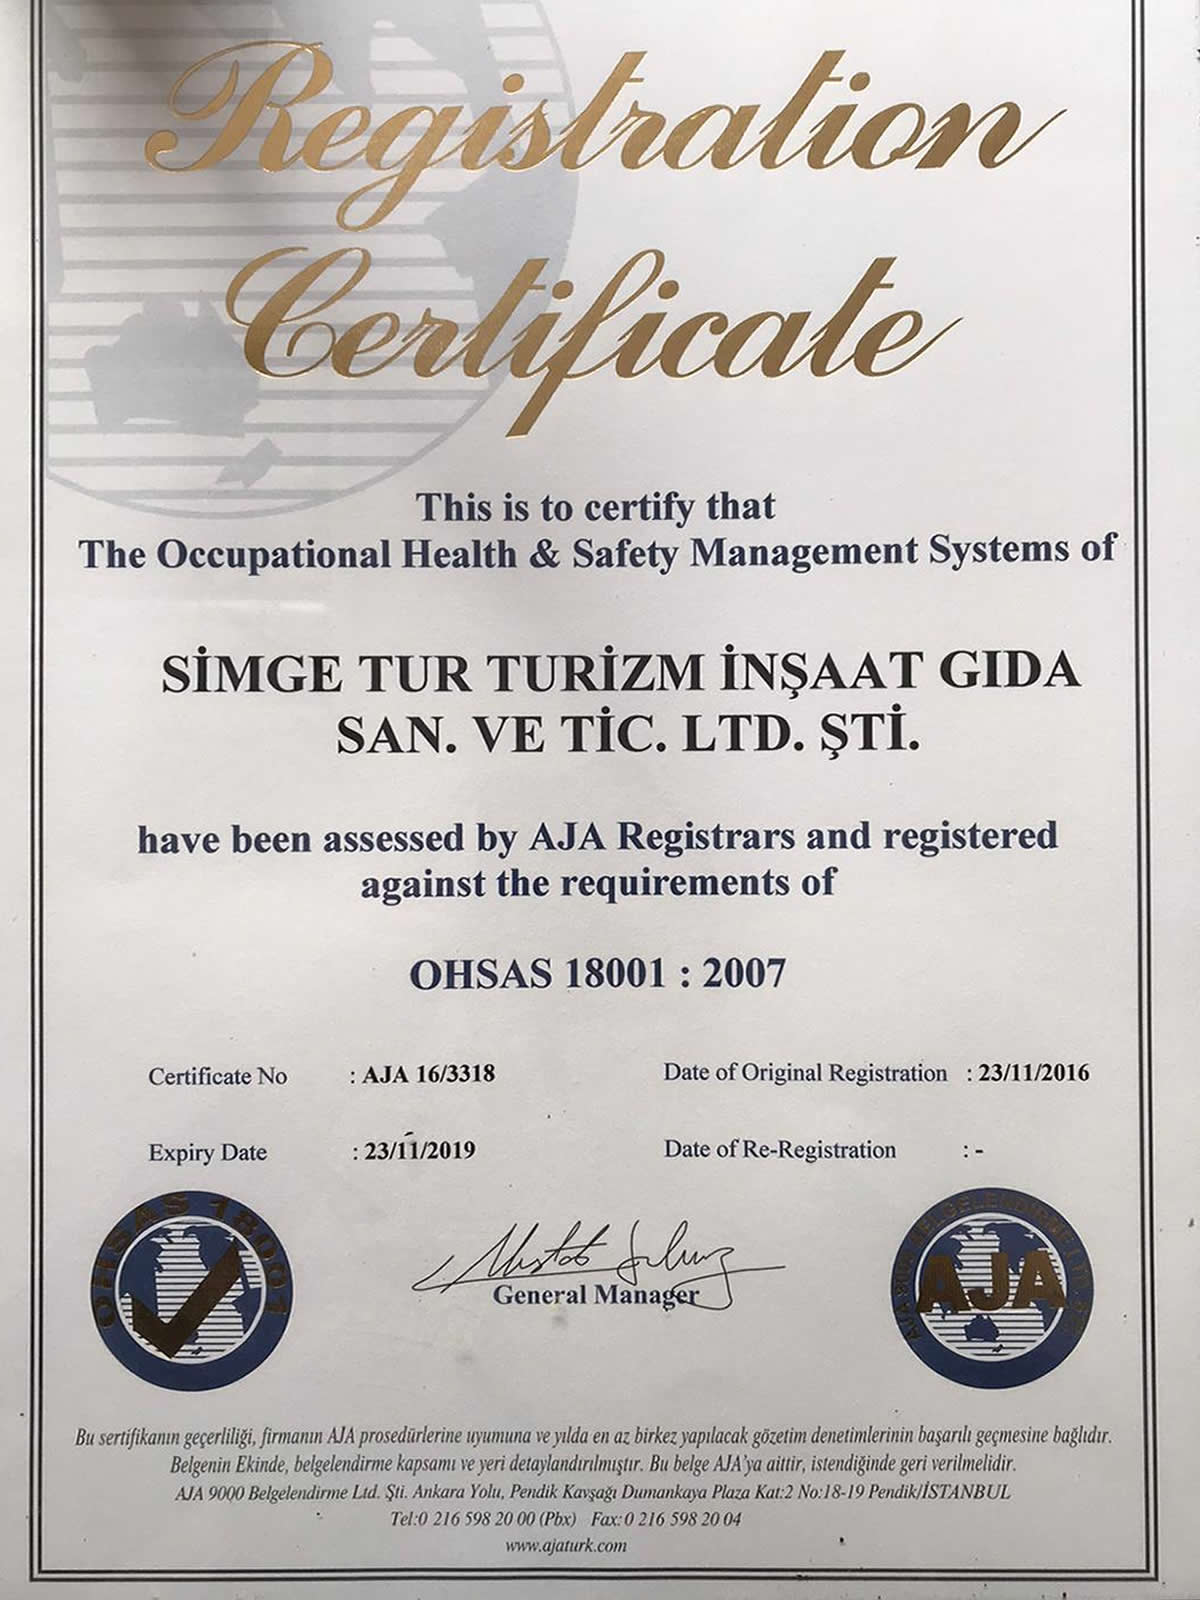 Registration
Certificate
This is to certify that
The Occupational Health & Safety Management Systems of
SİMGE TUR TURİZM İNŞAAT GIDA
SAN. VE TİC. LTD. ŞTİ.
have been assessed by AJA Registrars and registered
against the requirements of
OHSAS 18001 : 2007
Certificate No : AJA 16/3318
Date of Original Registration : 23/11/2016
Expiry Date : 23/11/2019
Date of Re-Registration : -
OHSAS 18001
General Manager
AJA
Bu sertifikanın geçerliliği, firmanın AJA prosedürlerine uyumuna ve yılda en az birkez yapılacak gözetim denetimlerinin başarılı geçmesine bağlıdır.
Belgenin Ekinde, belgelendirme kapsamı ve yeri detaylandırılmıştır. Bu belge AJA'ya aittir, istendiğinde geri verilmelidir.
AJA 9000 Belgelendirme Ltd. Şti. Ankara Yolu, Pendik Kavşağı Dumankaya Plaza Kat:2 No:18-19 Pendik/İSTANBUL
Tel:0 216 598 20 00 (Pbx) Fax: 0 216 598 20 04
www.ajaturk.com